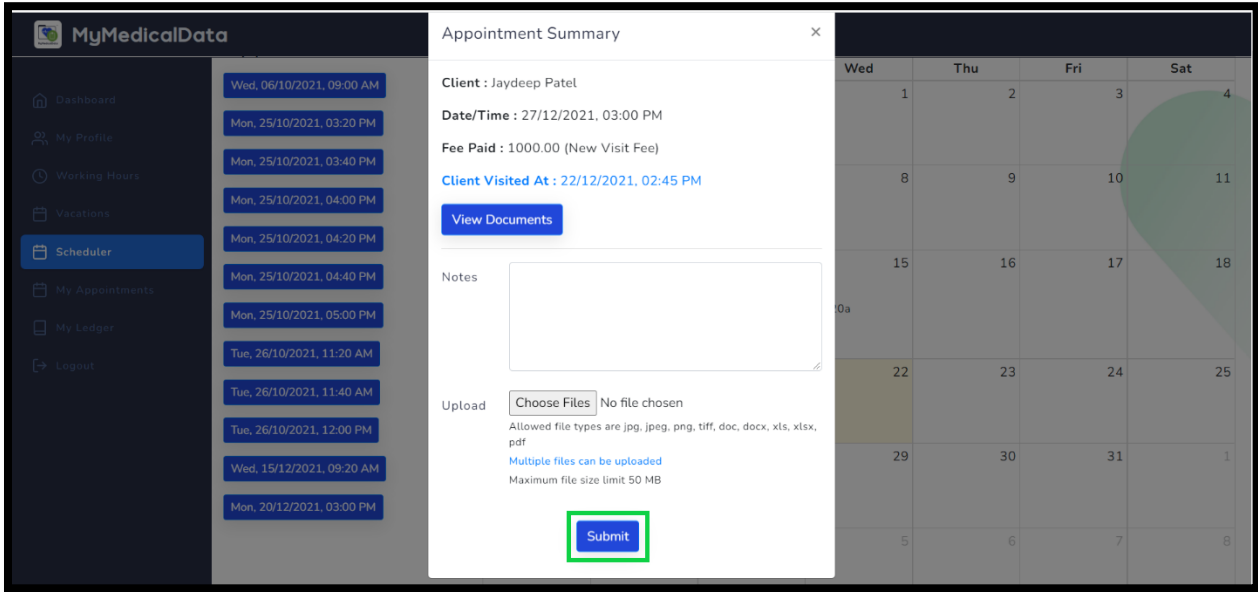 MyMedicalData
Dashboard
My Profile
Working Hours
Vacations
Scheduler
My Appointments
My Ledger
Logout
Wed, 06/10/2021, 09:00 AM
Mon, 25/10/2021, 03:20 PM
Mon, 25/10/2021, 03:40 PM
Mon, 25/10/2021, 04:00 PM
Mon, 25/10/2021, 04:20 PM
Mon, 25/10/2021, 04:40 PM
Mon, 25/10/2021, 05:00 PM
Tue, 26/10/2021, 11:20 AM
Tue, 26/10/2021, 11:40 AM
Tue, 26/10/2021, 12:00 PM
Wed, 15/12/2021, 09:20 AM
Mon, 20/12/2021, 03:00 PM
Appointment Summary ×
Client : Jaydeep Patel
Date/Time : 27/12/2021, 03:00 PM
Fee Paid : 1000.00 (New Visit Fee)
Client Visited At : 22/12/2021, 02:45 PM
View Documents
Notes
Upload Choose Files No file chosen
Allowed file types are jpg, jpeg, png, tiff, doc, docx, xls, xlsx,
pdf
Multiple files can be uploaded
Maximum file size limit 50 MB
Submit
Wed Thu Fri Sat
1 2 3 4
8 9 10 11
15 16 17 18
20a
22 23 24 25
29 30 31 1
5 6 7 8